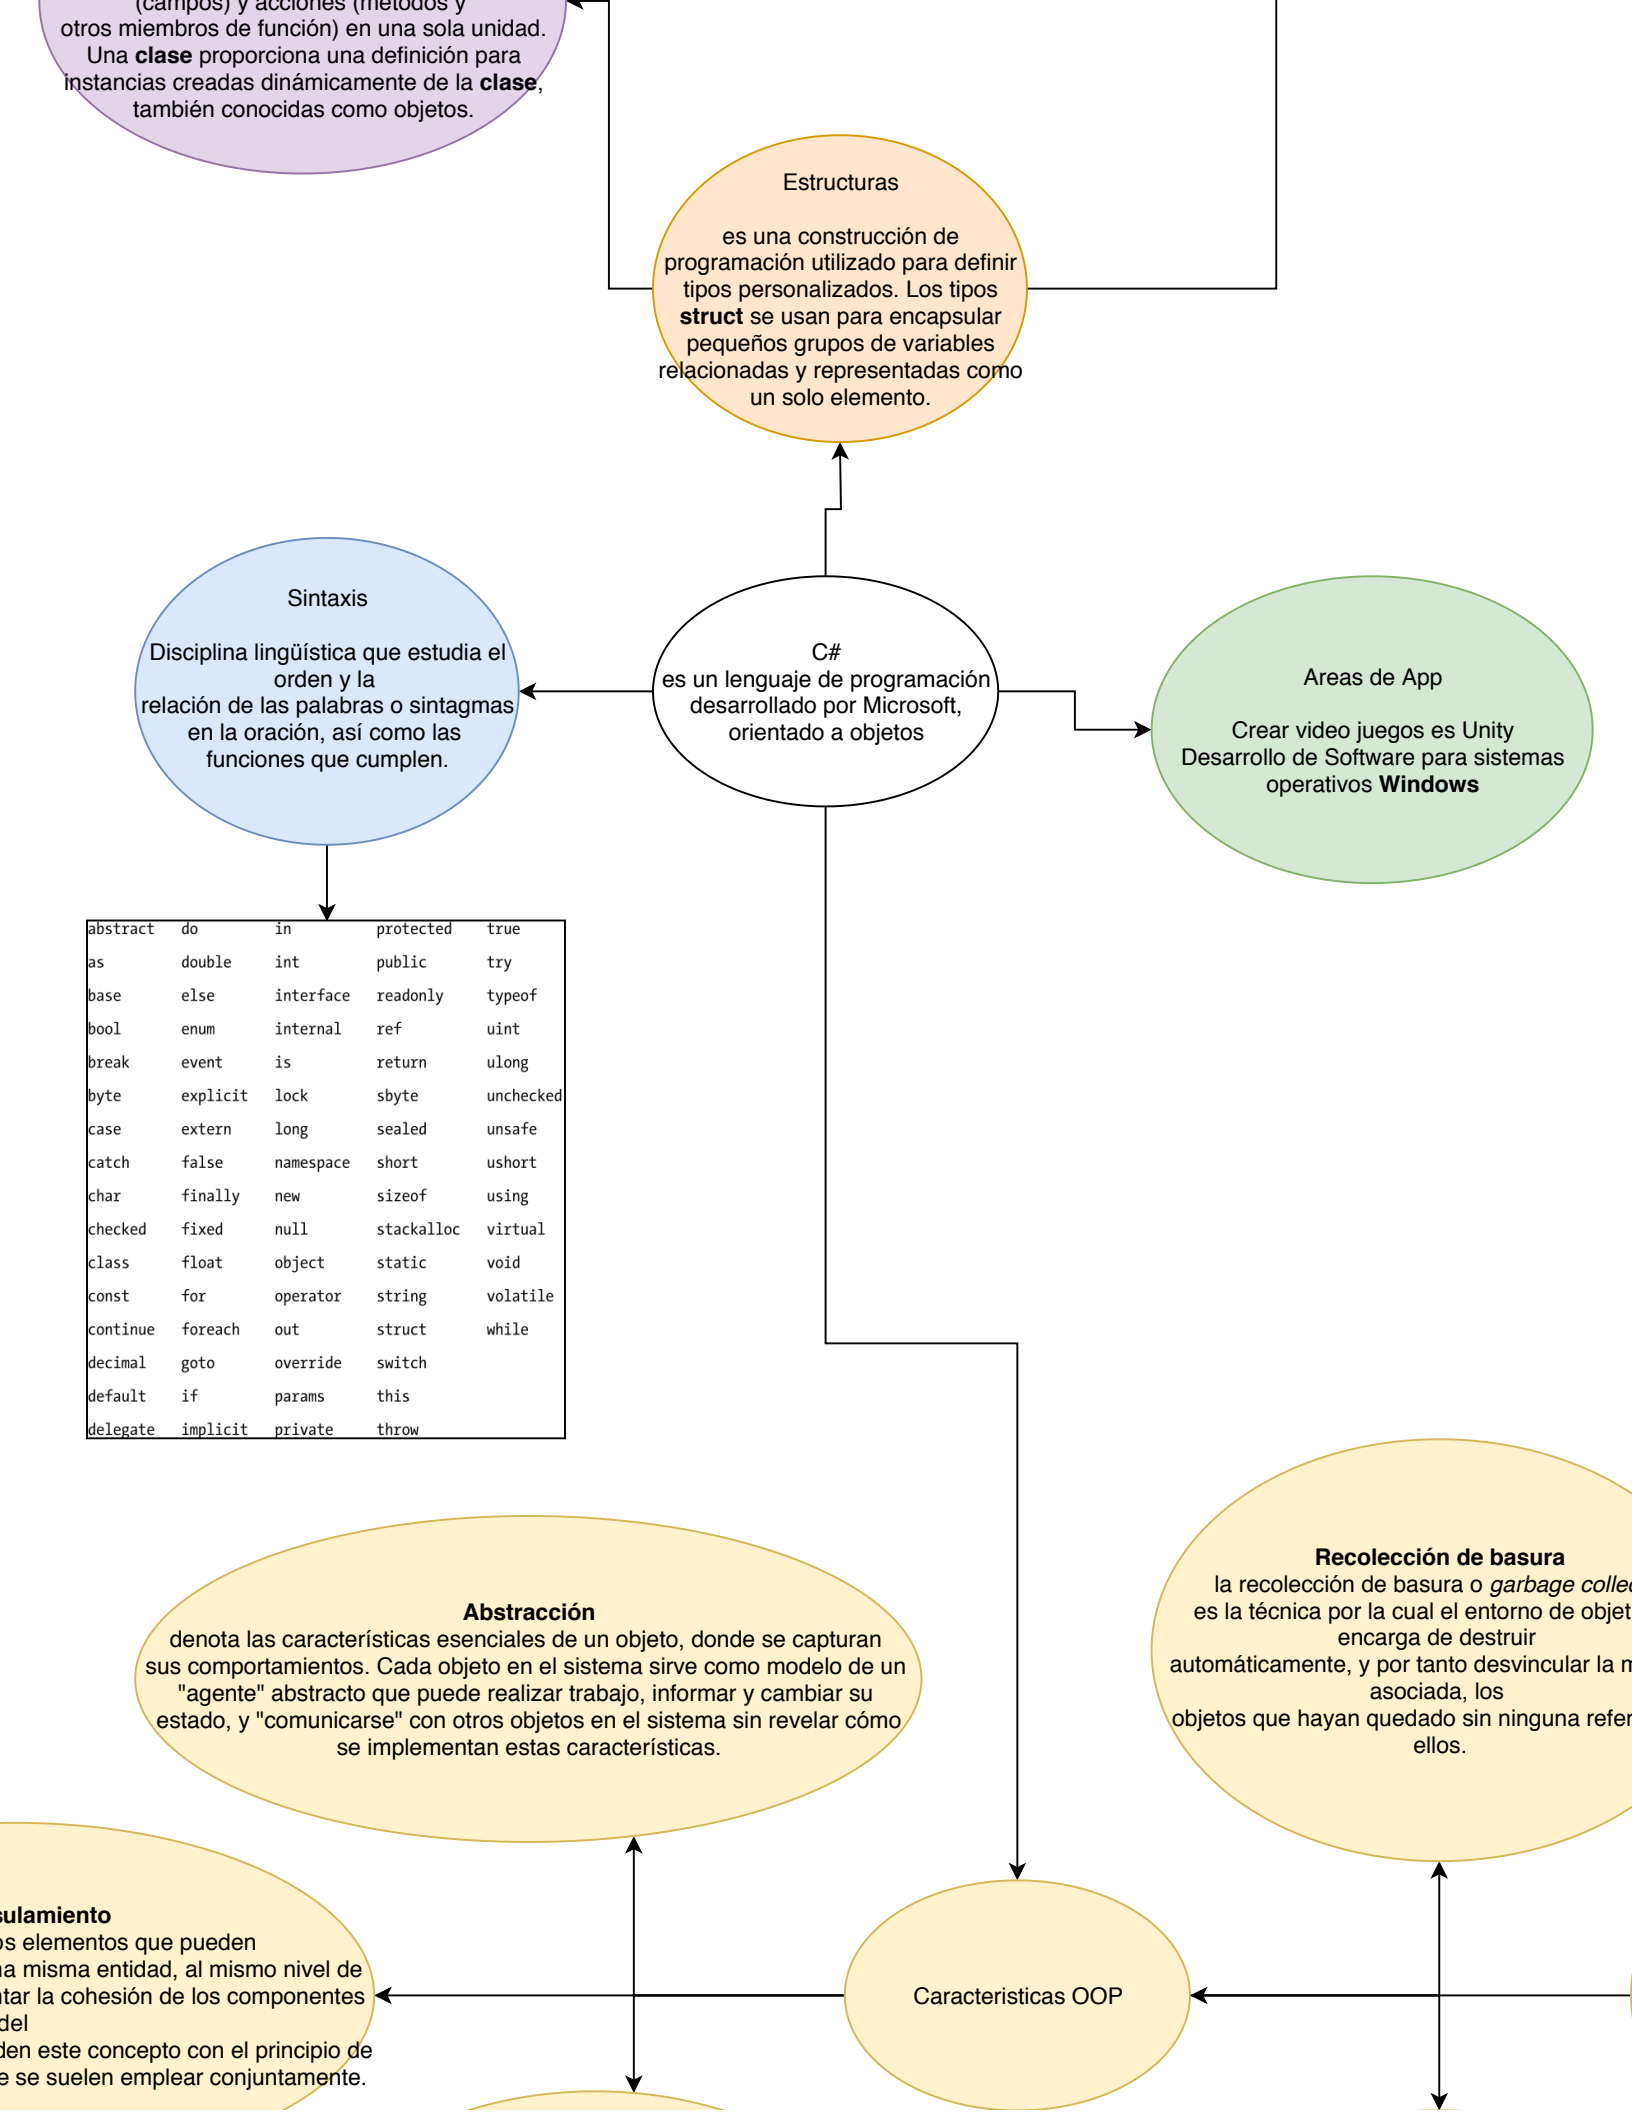 (campos) y acciones (métodos y
otros miembros de función) en una sola unidad.
Una clase proporciona una definición para
instancias creadas dinámicamente de la clase,
también conocidas como objetos.
Estructuras
es una construcción de
programación utilizado para definir
tipos personalizados. Los tipos
struct se usan para encapsular
pequeños grupos de variables
relacionadas y representadas como
un solo elemento.
Sintaxis
Disciplina lingüística que estudia el
orden y la
relación de las palabras o sintagmas
en la oración, así como las
funciones que cumplen.
C#
es un lenguaje de programación
desarrollado por Microsoft,
orientado a objetos
Areas de App
Crear video juegos es Unity
Desarrollo de Software para sistemas
operativos Windows
abstract do in protected true
as double int public try
base else interface readonly typeof
bool enum internal ref uint
break event is return ulong
byte explicit lock sbyte unchecked
case extern long sealed unsafe
catch false namespace short ushort
char finally new sizeof using
checked fixed null stackalloc virtual
class float object static void
const for operator string volatile
continue foreach out struct while
decimal goto override switch
default if params this
delegate implicit private throw
Abstracción
denota las características esenciales de un objeto, donde se capturan
sus comportamientos. Cada objeto en el sistema sirve como modelo de un
"agente" abstracto que puede realizar trabajo, informar y cambiar su
estado, y "comunicarse" con otros objetos en el sistema sin revelar cómo
se implementan estas características.
Recolección de basura
la recolección de basura o garbage
es la técnica por la cual el entorno de
encarga de destruir
automáticamente, y por tanto desvincular la
asociada, los
objetos que hayan quedado sin ninguna
ellos.
elementos que pueden
misma entidad, al mismo nivel de
la cohesión de los componentes
del
este concepto con el principio de
se suelen emplear conjuntamente.
Caracteristicas OOP